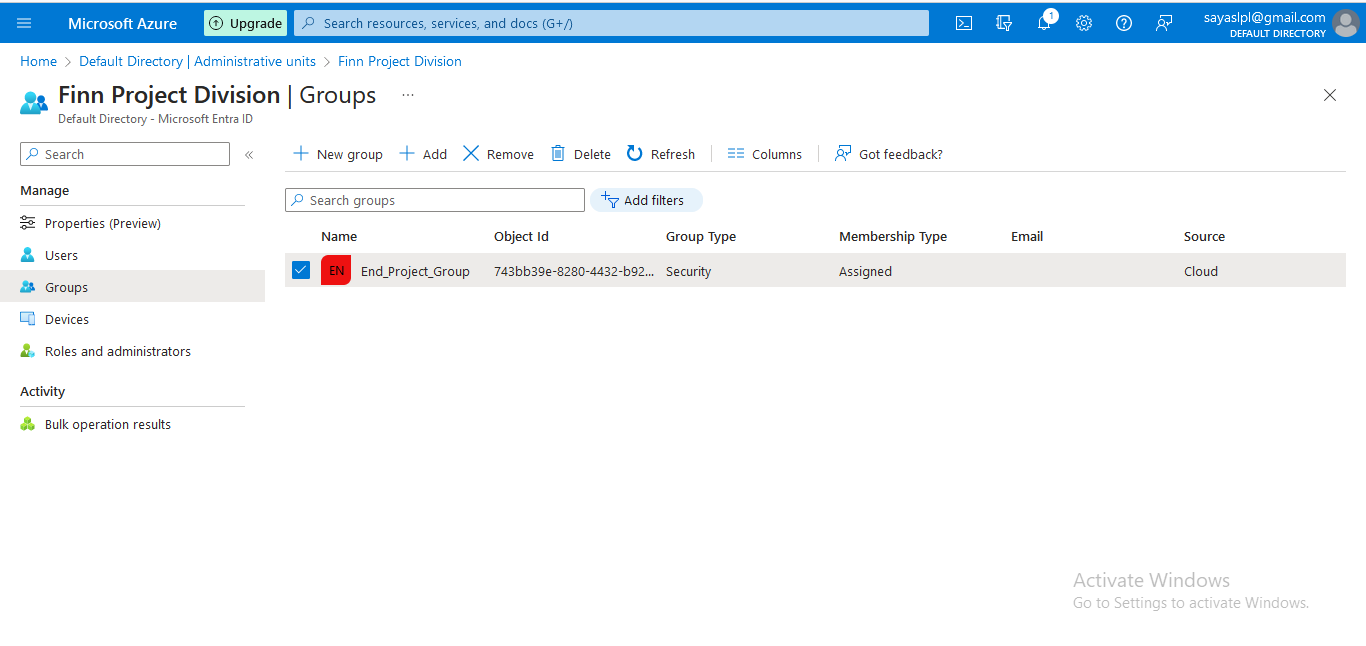 Microsoft Azure
Upgrade
Search resources, services, and docs (G+/)
1
sayaslpl@gmail.com
DEFAULT DIRECTORY
Home > Default Directory | Administrative units > Finn Project Division
Finn Project Division | Groups ...
Default Directory - Microsoft Entra ID
Search
«
Manage
Properties (Preview)
Users
Groups
Devices
Roles and administrators
Activity
Bulk operation results
New group
Add
Remove
Delete
Refresh
Columns
Got feedback?
Search groups
Add filters
Name Object Id Group Type Membership Type Email Source
EN End_Project_Group 743bb39e-8280-4432-b92... Security Assigned Cloud
Activate Windows
Go to Settings to activate Windows.